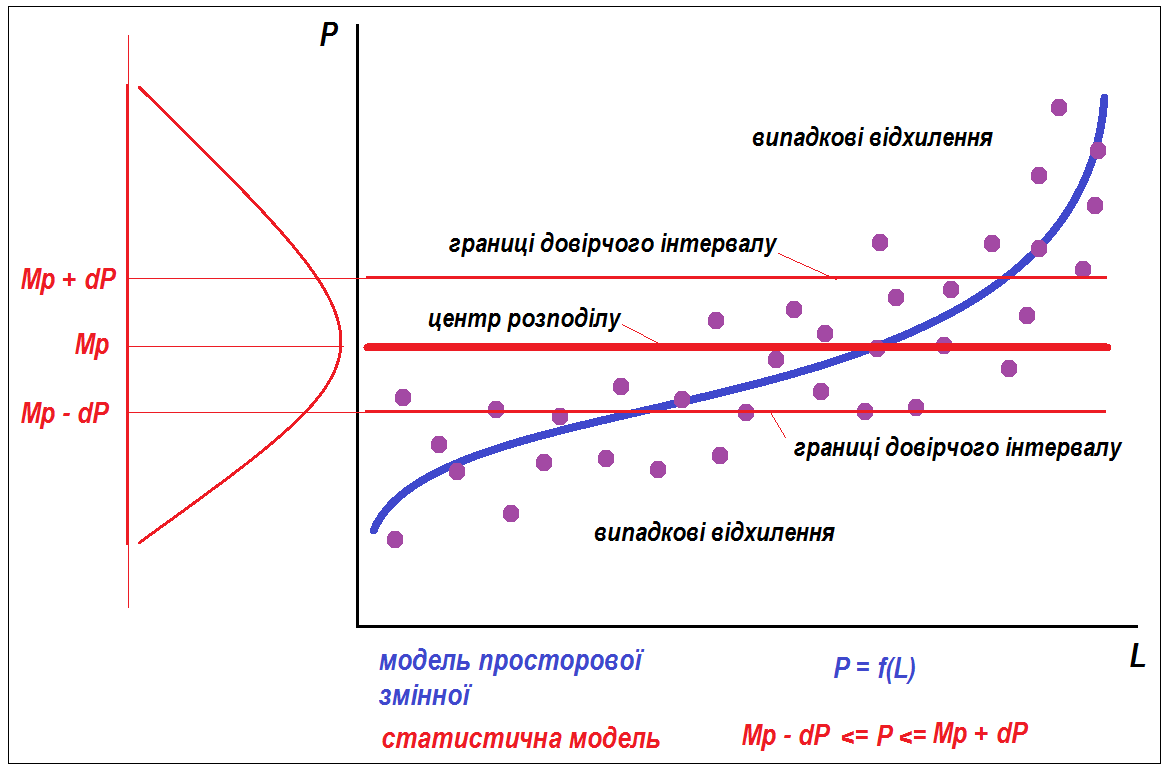 P
випадкові відхилення
границі довірчого інтервалу
Mp + dP
центр розподілу
Mp
Mp - dP
границі довірчого інтервалу
випадкові відхилення
L
модель просторової
змінної
P = f(L)
статистична модель
Mp - dP <= P <= Mp + dP